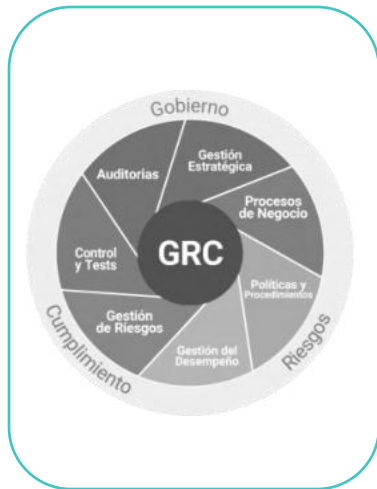 Gobierno
Gestión
Estratégica
Auditorias
Procesos
de Negocio
GRC
Control
y Tests
Políticas y
Procedimientos
Gestión
de Riesgos
Gestión del
Desempeño
Cumplimiento
Riesgos